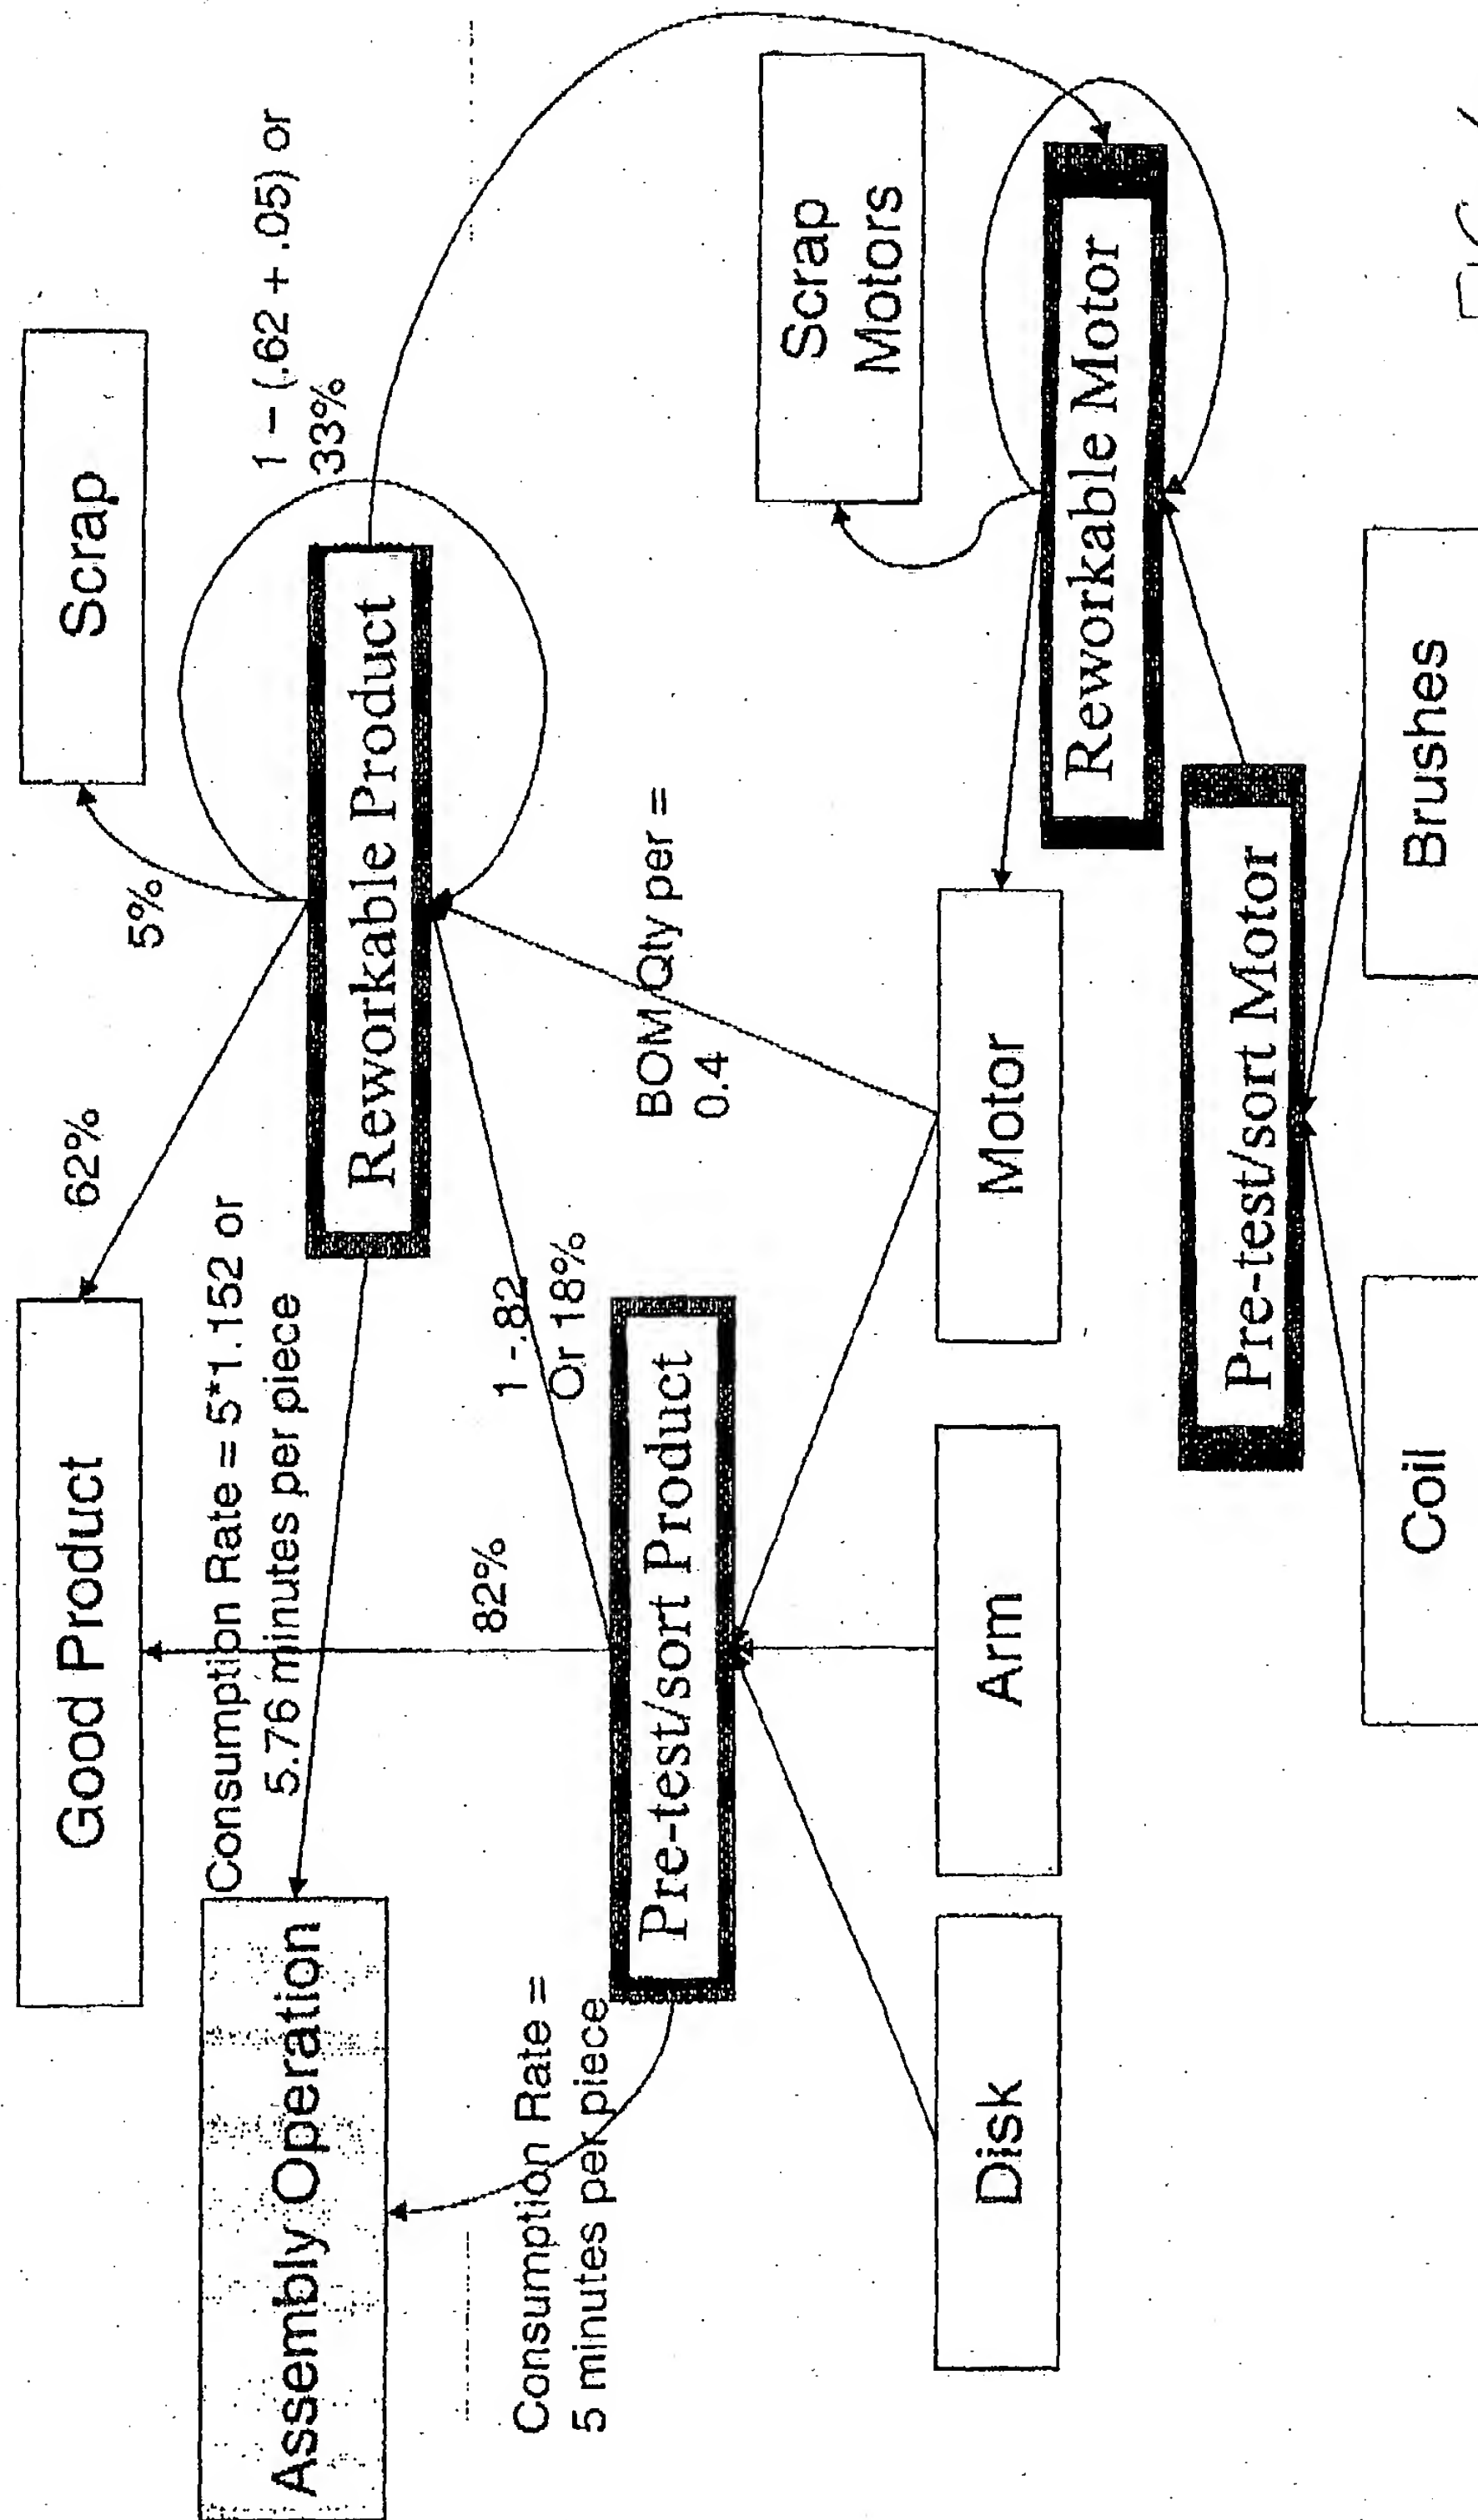 Good Product
62%
5%
Scrap
Assembly Operation
Consumption Rate = 5*1.152 or
5.76 minutes per piece
Reworkable Product
1 – (.62 + .05) or
33%
Consumption Rate =
5 minutes per piece
82%
1 -.82
Or 18%
Pre-test/sort Product
BOM Qty per =
0.4
Scrap
Motors
Disk
Arm
Motor
Reworkable Motor
Pre-test/sort Motor
Coil
Brushes